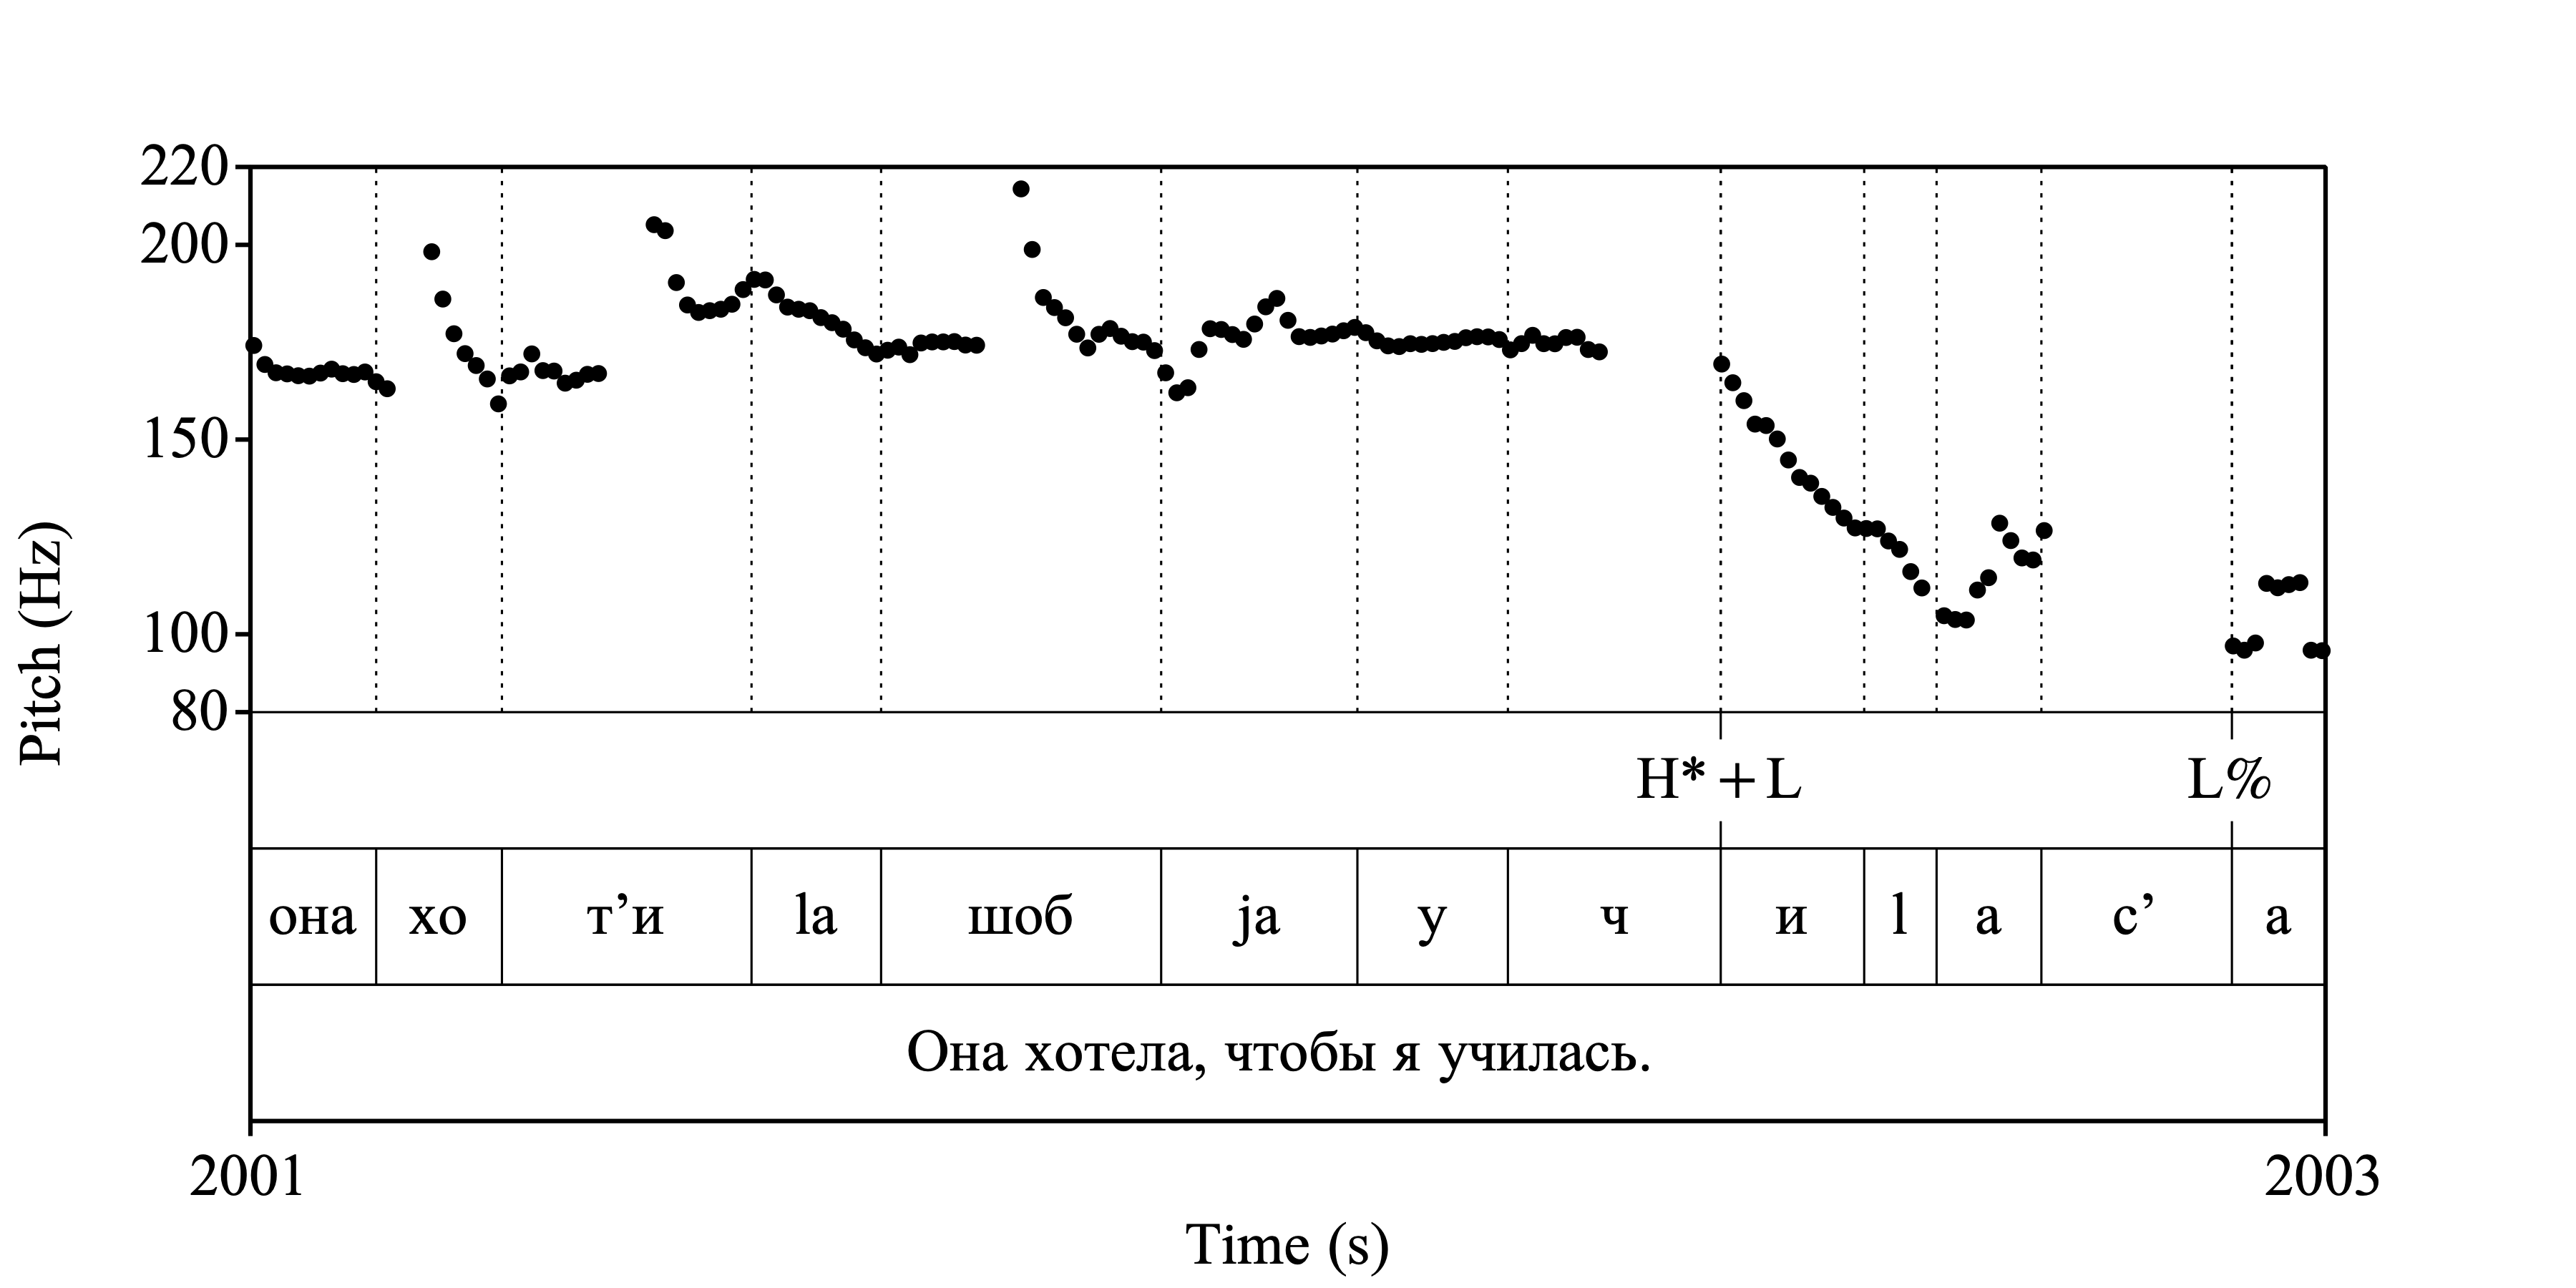 220
200
150
100
80
Pitch (Hz)
H* + L L%
она хо т’и la шоб ja у ч и l а с’ а
Она хотела, чтобы я училась.
2001 2003
Time (s)